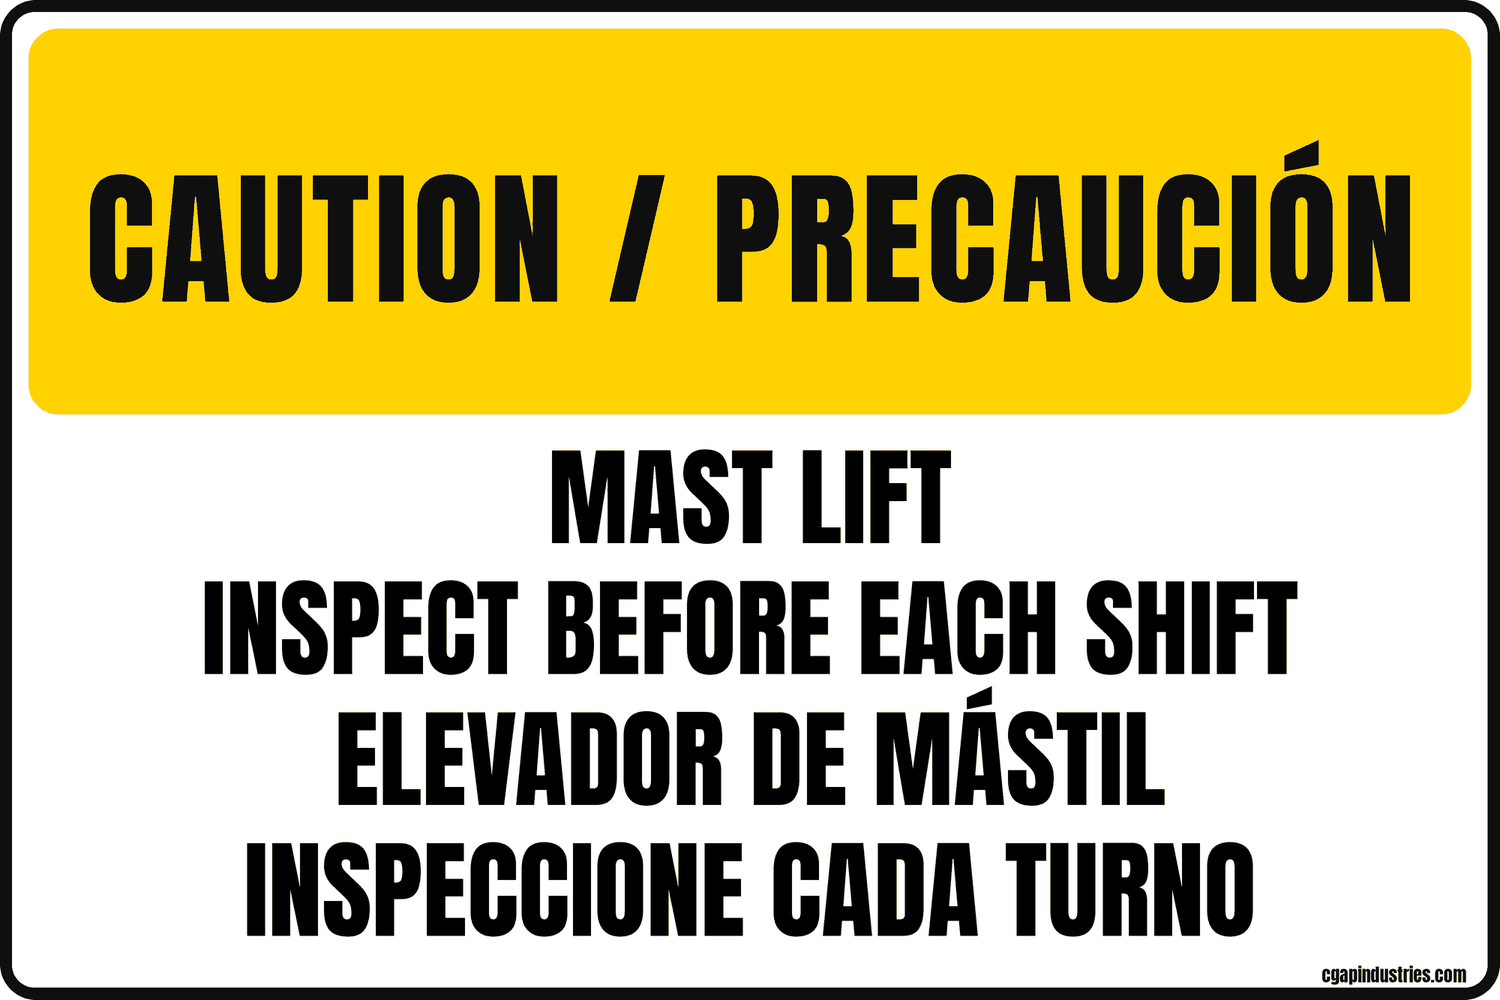 CAUTION / PRECAUCIÓN
MAST LIFT
INSPECT BEFORE EACH SHIFT
ELEVADOR DE MÁSTIL
INSPECCIONE CADA TURNO
cgapindustries.com